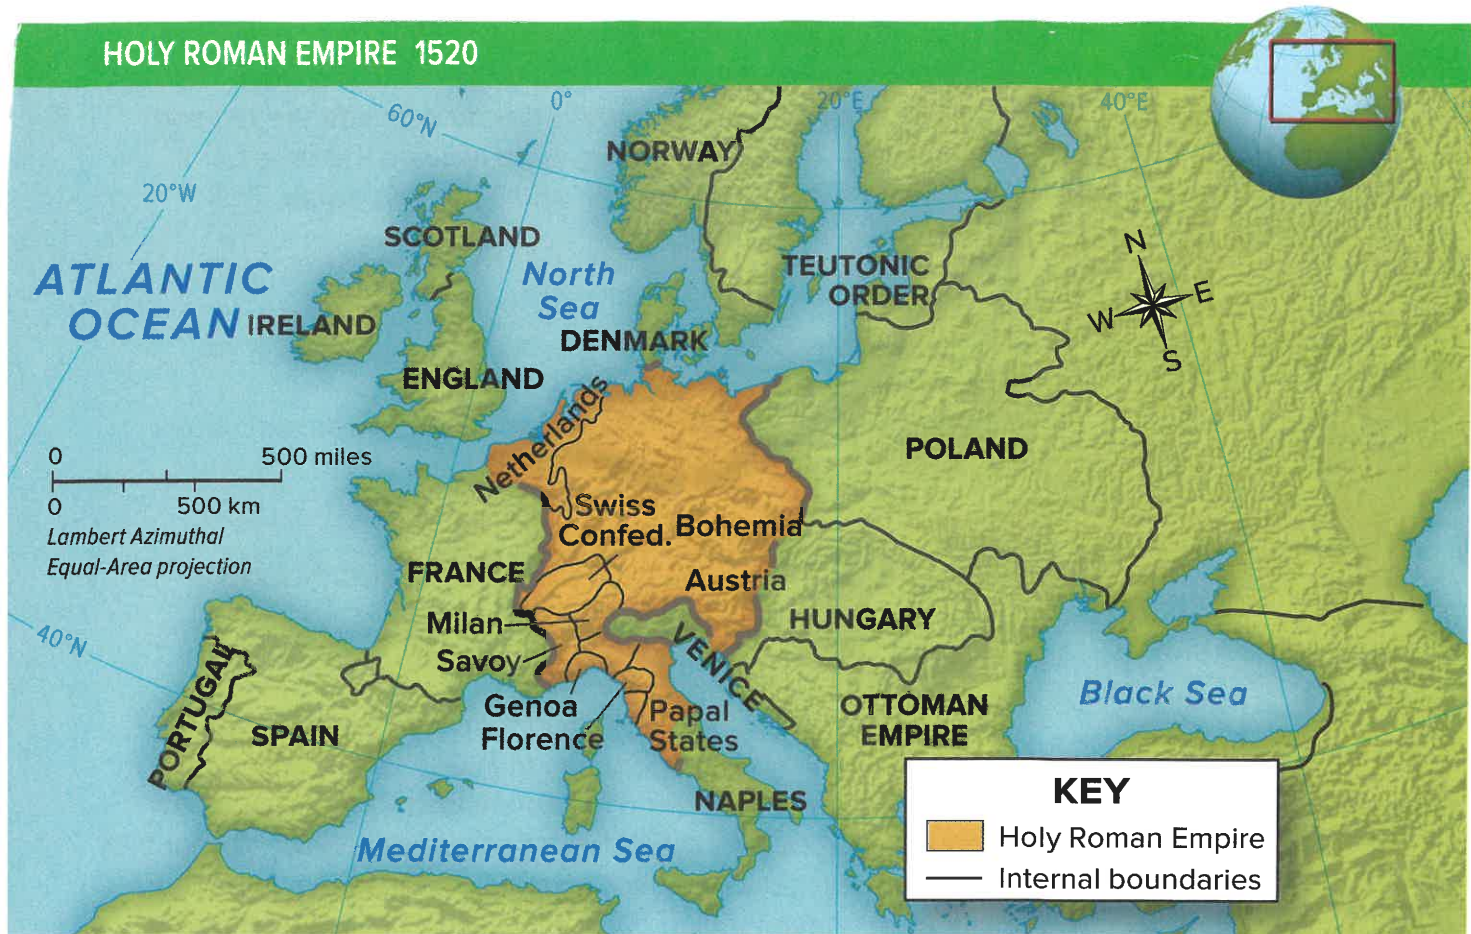 HOLY ROMAN EMPIRE 1520
0°
20°E
40°E
60°N
NORWAY
20°W
SCOTLAND
N
W
E
S
ATLANTIC
OCEAN
North
Sea
TEUTONIC
ORDER
IRELAND
DENMARK
ENGLAND
Netherlands
POLAND
0
500 miles
0
500 km
Lambert Azimuthal
Equal-Area projection
Swiss
Confed.
Bohemia
FRANCE
Austria
Milan
HUNGARY
40°N
Savoy
VENICE
PORTUGAL
SPAIN
Genoa
Florence
Papal
States
OTTOMAN
EMPIRE
Black Sea
NAPLES
Mediterranean Sea
KEY
Holy Roman Empire
Internal boundaries